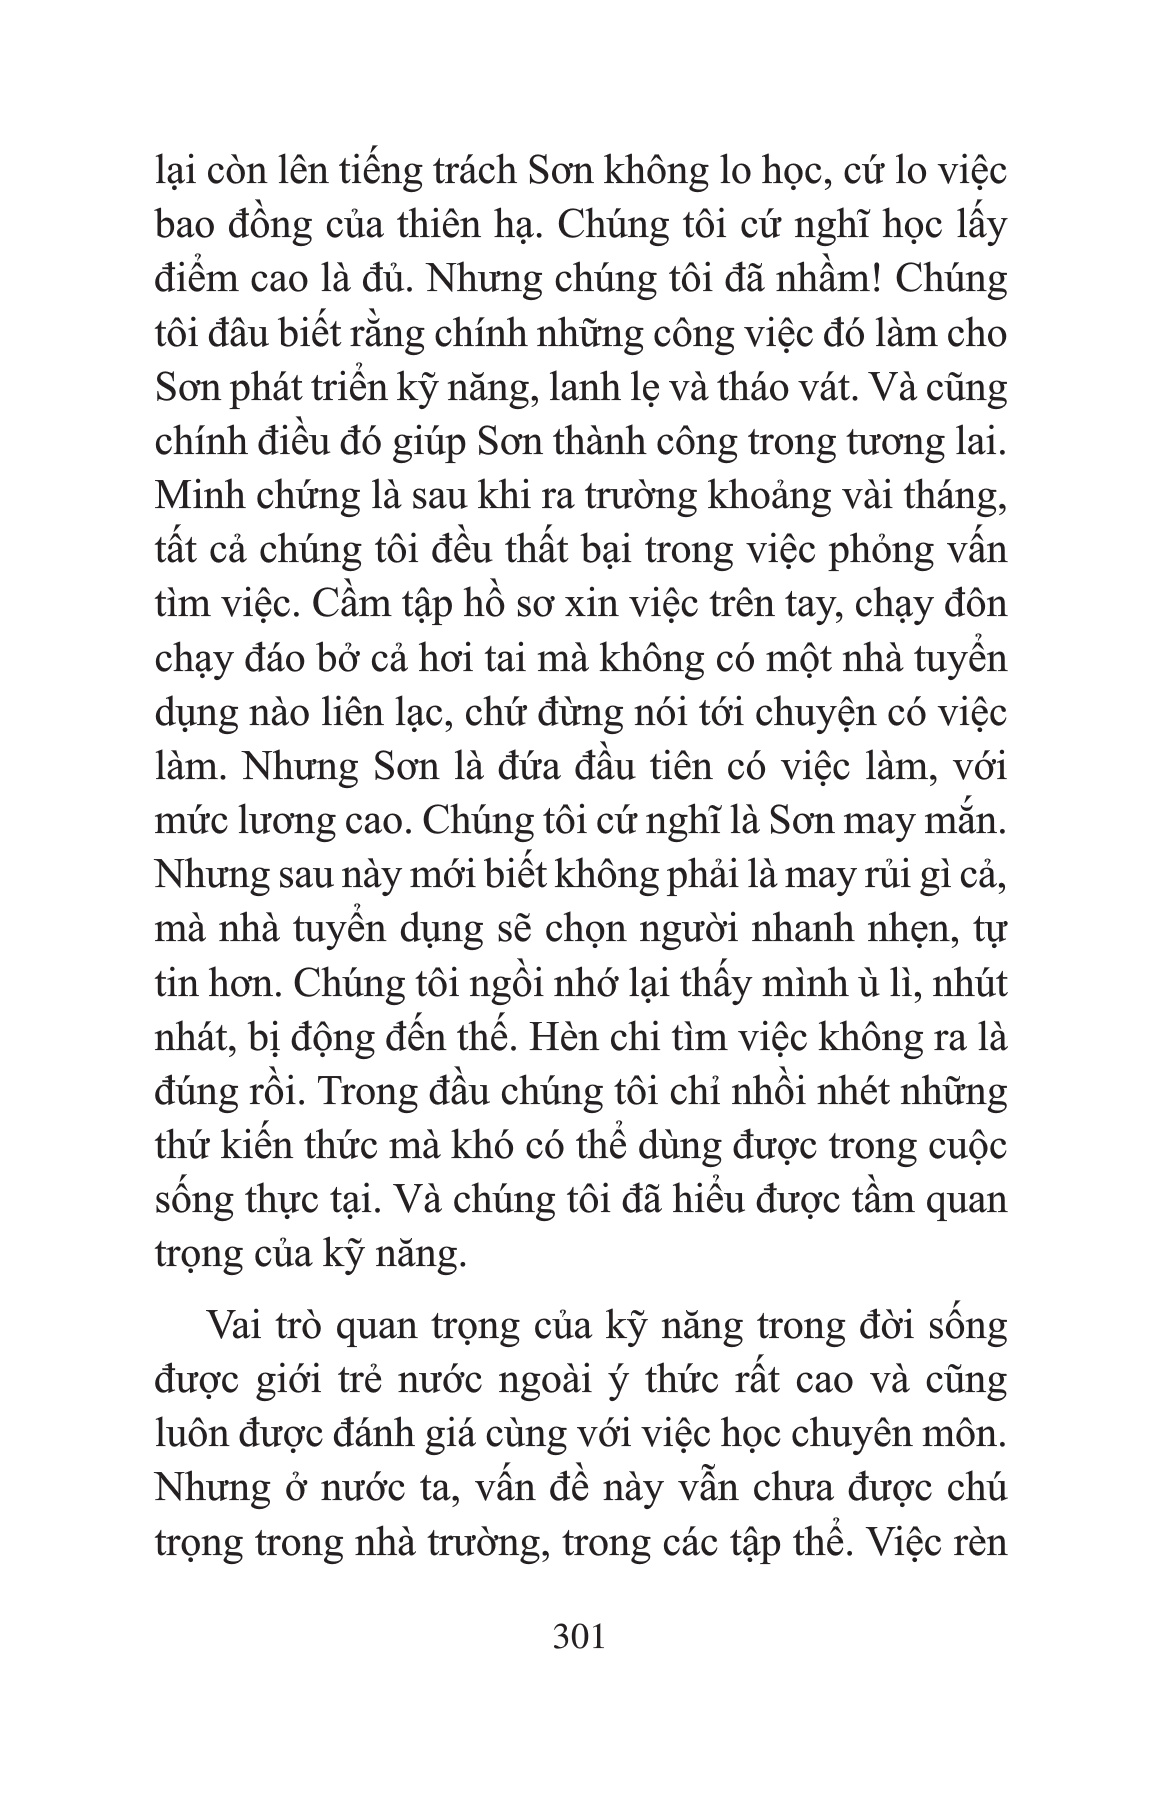 lại còn lên tiếng trách Sơn không lo học, cứ lo việc
bao đồng của thiên hạ. Chúng tôi cứ nghĩ học lấy
điểm cao là đủ. Nhưng chúng tôi đã nhầm! Chúng
tôi đâu biết rằng chính những công việc đó làm cho
Sơn phát triển kỹ năng, lanh lẹ và tháo vát. Và cũng
chính điều đó giúp Sơn thành công trong tương lai.
Minh chứng là sau khi ra trường khoảng vài tháng,
tất cả chúng tôi đều thất bại trong việc phỏng vấn
tìm việc. Cầm tập hồ sơ xin việc trên tay, chạy đôn
chạy đáo bở cả hơi tai mà không có một nhà tuyển
dụng nào liên lạc, chứ đừng nói tới chuyện có việc
làm. Nhưng Sơn là đứa đầu tiên có việc làm, với
mức lương cao. Chúng tôi cứ nghĩ là Sơn may mắn.
Nhưng sau này mới biết không phải là may rủi gì cả,
mà nhà tuyển dụng sẽ chọn người nhanh nhẹn, tự
tin hơn. Chúng tôi ngồi nhớ lại thấy mình ù lì, nhút
nhát, bị động đến thế. Hèn chi tìm việc không ra là
đúng rồi. Trong đầu chúng tôi chỉ nhồi nhét những
thứ kiến thức mà khó có thể dùng được trong cuộc
sống thực tại. Và chúng tôi đã hiểu được tầm quan
trọng của kỹ năng.
Vai trò quan trọng của kỹ năng trong đời sống
được giới trẻ nước ngoài ý thức rất cao và cũng
luôn được đánh giá cùng với việc học chuyên môn.
Nhưng ở nước ta, vấn đề này vẫn chưa được chú
trọng trong nhà trường, trong các tập thể. Việc rèn
301